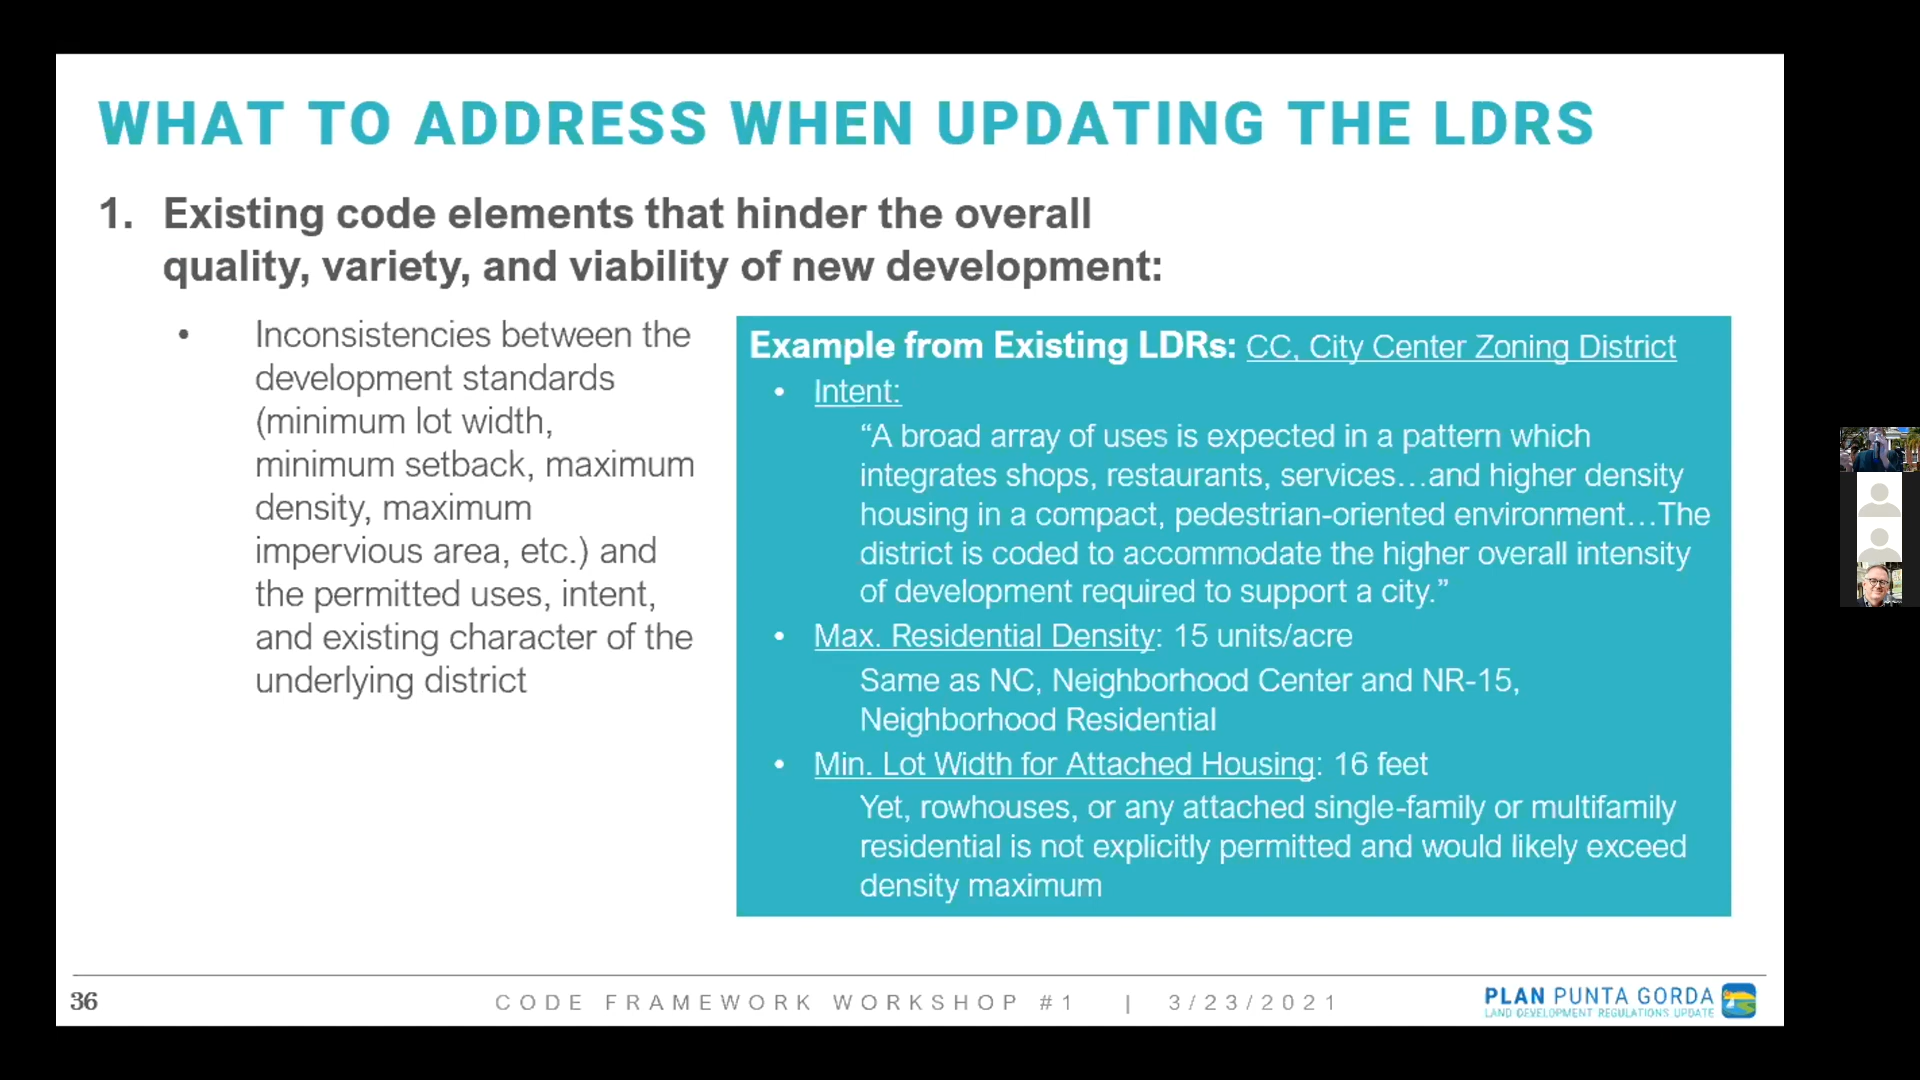 WHAT TO ADDRESS WHEN UPDATING THE LDRS
1. Existing code elements that hinder the overall
quality, variety, and viability of new development:
• Inconsistencies between the
development standards
(minimum lot width,
minimum setback, maximum
density, maximum
impervious area, etc.) and
the permitted uses, intent,
and existing character of the
underlying district
Example from Existing LDRs: CC, City Center Zoning District
• Intent:
“A broad array of uses is expected in a pattern which
integrates shops, restaurants, services…and higher density
housing in a compact, pedestrian-oriented environment…The
district is coded to accommodate the higher overall intensity
of development required to support a city.”
• Max. Residential Density: 15 units/acre
Same as NC, Neighborhood Center and NR-15,
Neighborhood Residential
• Min. Lot Width for Attached Housing: 16 feet
Yet, rowhouses, or any attached single-family or multifamily
residential is not explicitly permitted and would likely exceed
density maximum
36
CODE FRAMEWORK WORKSHOP #1 | 3/23/2021
PLAN PUNTA GORDA
LAND DEVELOPMENT REGULATIONS UPDATE